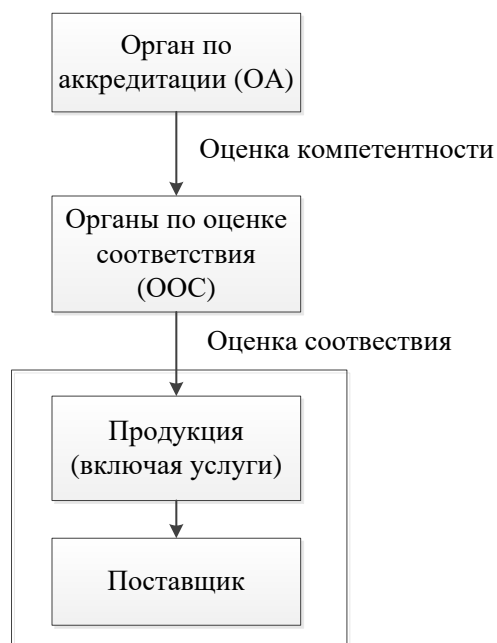 Орган по
аккредитации (ОА)
Оценка компетентности
Органы по оценке
соответствия
(ООС)
Оценка соотвествия
Продукция
(включая услуги)
Поставщик